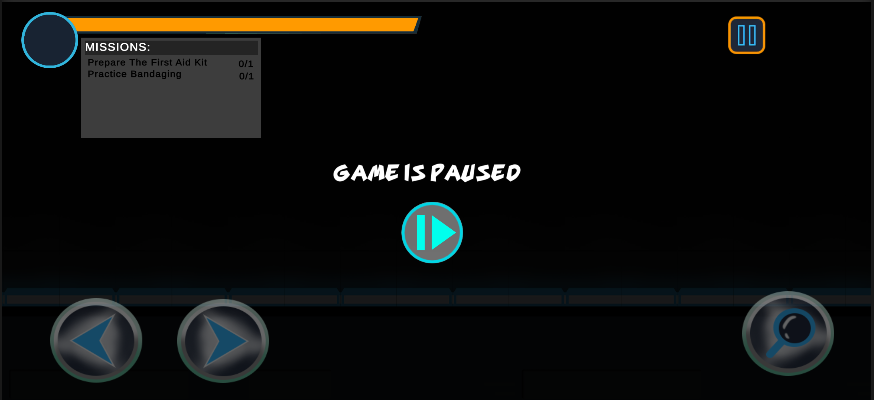 MISSIONS:
Prepare The First Aid Kit 0/1
Practice Bandaging 0/1
GAME IS PAUSED